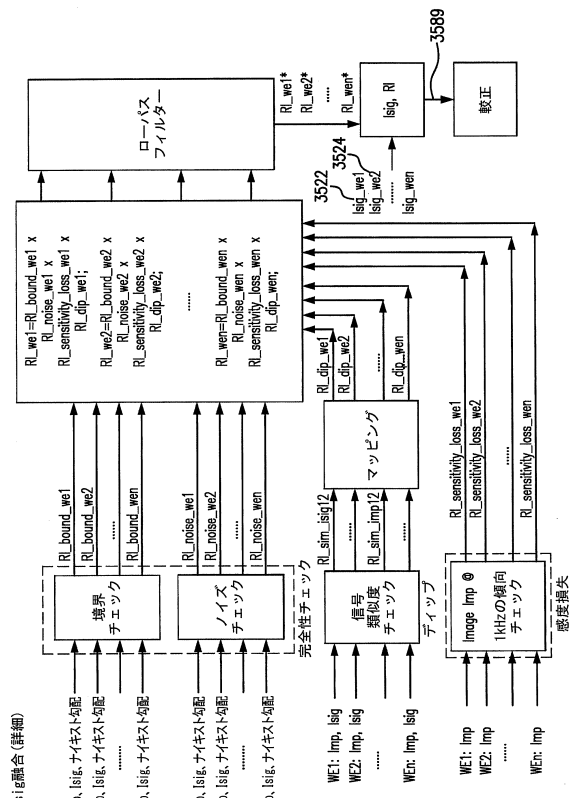 sig融合(詳細)
p, Isig, ナイキスト勾配
p, Isig, ナイキスト勾配
……
p, Isig, ナイキスト勾配
境界
チェック
RI_bound_we1
RI_bound_we2
……
RI_bound_wen
p, Isig, ナイキスト勾配
p, Isig, ナイキスト勾配
……
p, Isig, ナイキスト勾配
ノイズ
チェック
RI_noise_we1
RI_noise_we2
……
RI_noise_wen
完全性チェック
RI_we1=RI_bound_we1 x
RI_noise_we1 x
RI_sensitivity_loss_we1 x
RI_dip_we1;
RI_we2=RI_bound_we2 x
RI_noise_we2 x
RI_sensitivity_loss_we2 x
RI_dip_we2;
……
RI_wen=RI_bound_wen x
RI_noise_wen x
RI_sensitivity_loss_wen x
RI_dip_wen;
ローパス
フィルター
RI_we1*
RI_we2*
……
RI_wen*
3522
3524
Isig_we1
Isig_we2
……
Isig_wen
Isig, RI
3589
較正
WE1: Imp, Isig
WE2: Imp, Isig
……
WEn: Imp, Isig
信号
類似度
チェック
ディップ
RI_sim_isig12
……
RI_sim_imp12
……
マッピング
RI_dip_we1
RI_dip_we2
……
RI_dip_wen
WE1: Imp
WE2: Imp
……
WEn: Imp
Image Imp @
1kHzの傾向
チェック
感度損失
RI_sensitivity_loss_we1
RI_sensitivity_loss_we2
……
RI_sensitivity_loss_wen